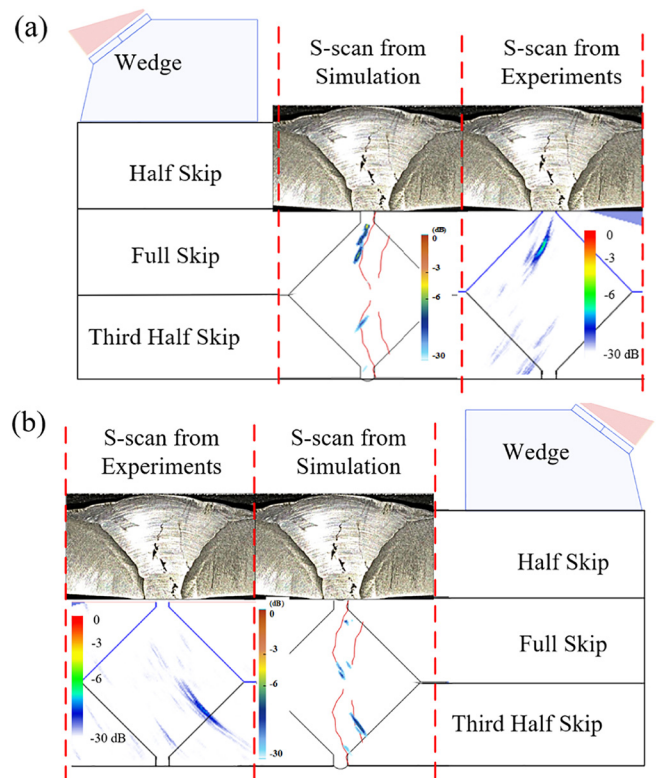 (a)
Wedge
S-scan from
Simulation
S-scan from
Experiments
Half Skip
Full Skip
Third Half Skip
(dB)
0
-3
-6
-30
0
-3
-6
-30 dB
(b)
S-scan from
Experiments
S-scan from
Simulation
Wedge
Half Skip
Full Skip
Third Half Skip
0
-3
-6
-30 dB
(dB)
0
-3
-6
-30